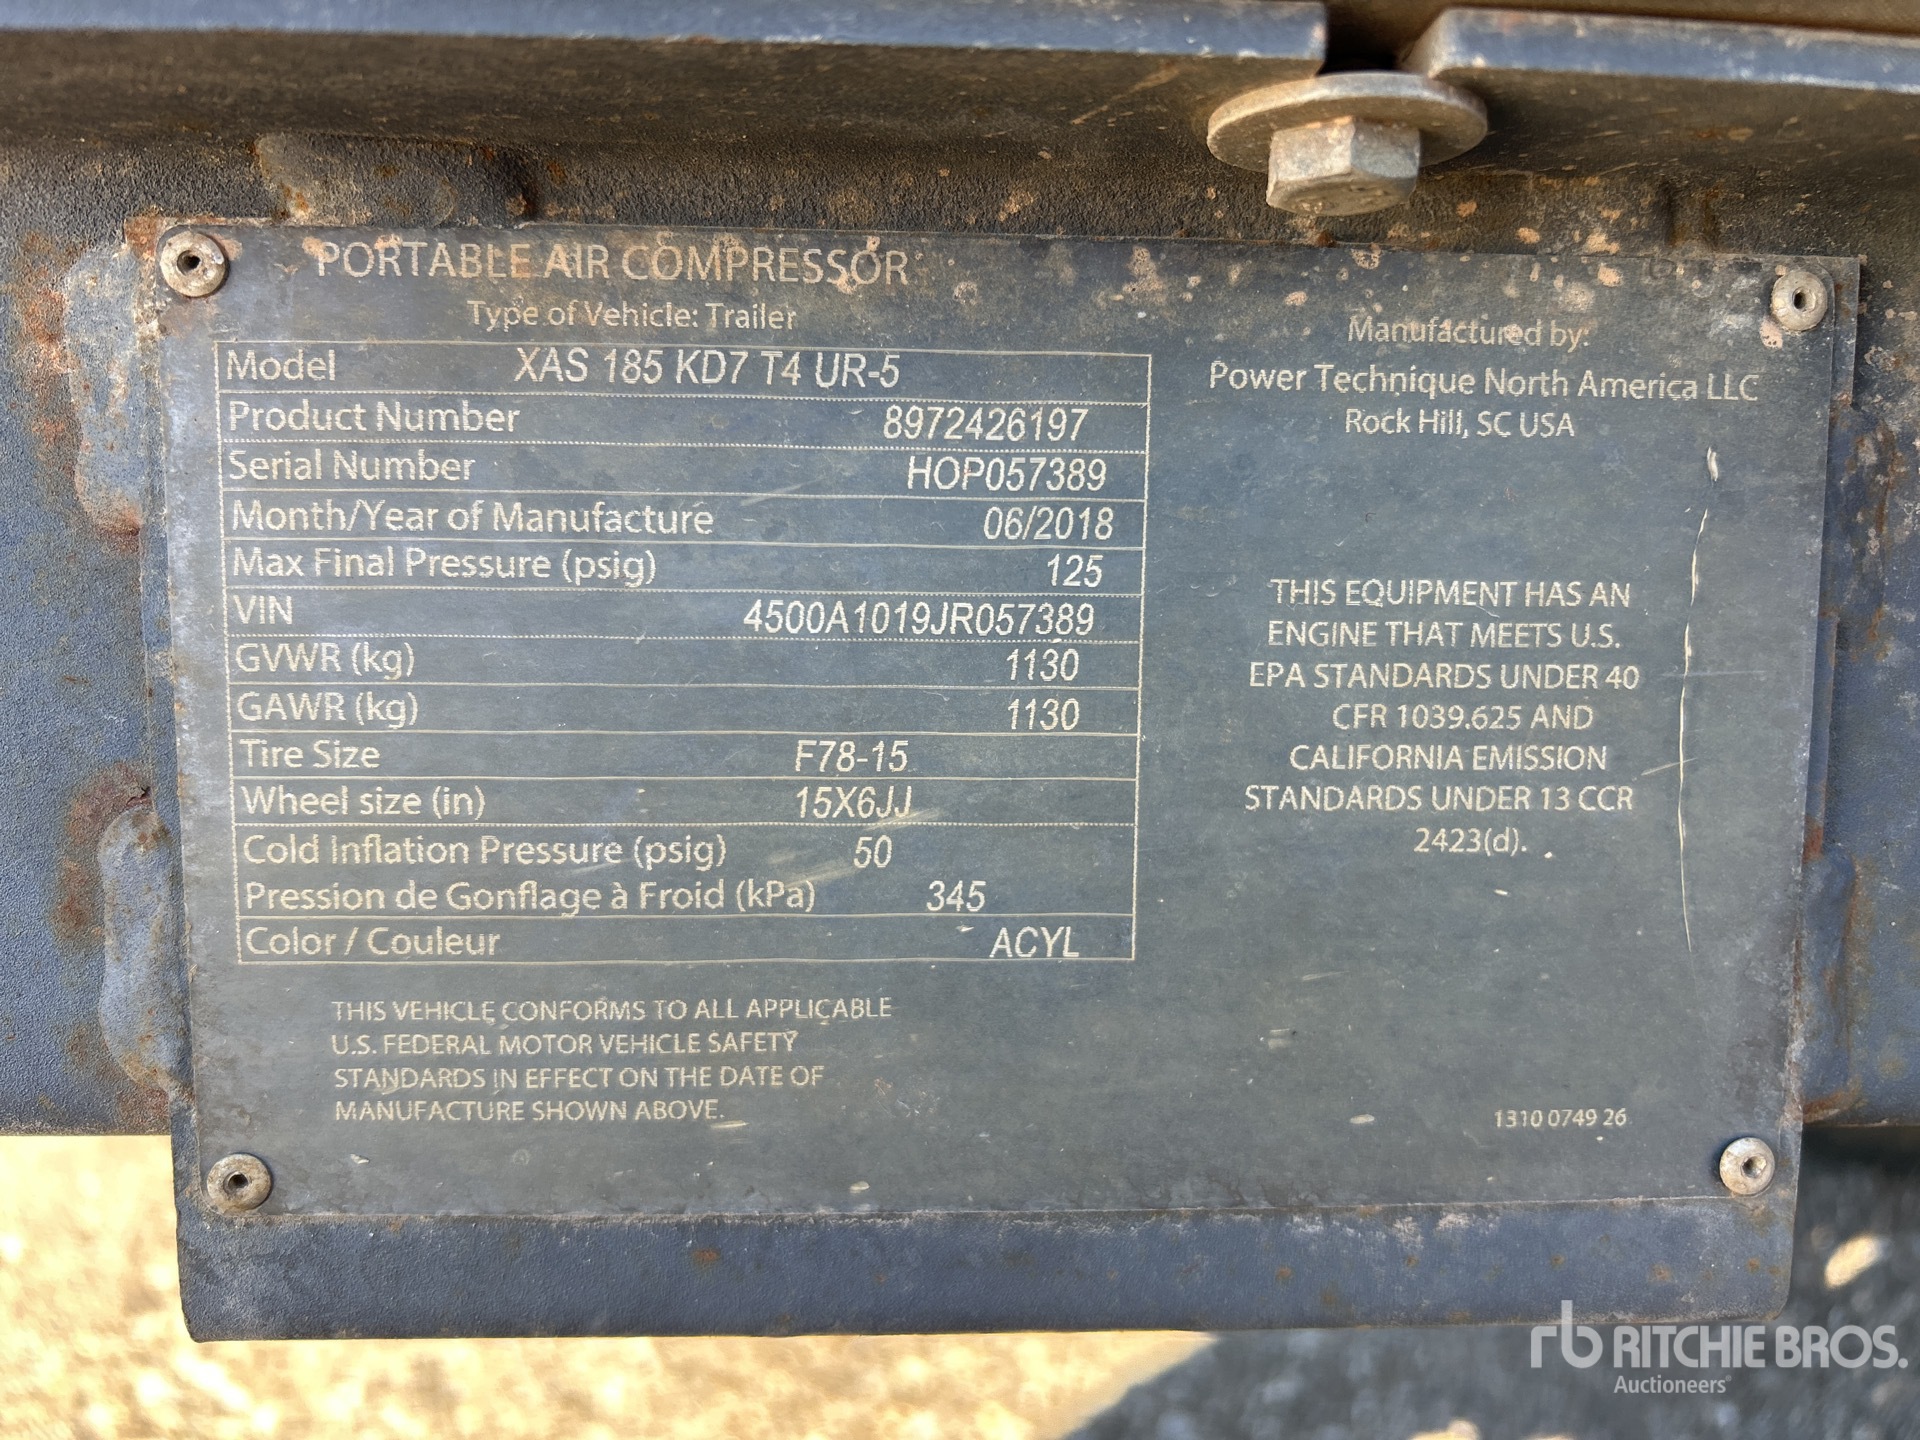 PORTABLE AIR COMPRESSOR
Type of Vehicle: Trailer
Model XAS 185 KD7 T4 UR-5
Product Number 8972426197
Serial Number HOP057389
Month/Year of Manufacture 06/2018
Max Final Pressure (psig) 125
VIN 4500A1019JR057389
GVWR (kg) 1130
GAWR (kg) 1130
Tire Size F78-15
Wheel size (in) 15X6JJ
Cold Inflation Pressure (psig) 50
Pression de Gonflage à Froid (kPa) 345
Color / Couleur ACYL
THIS VEHICLE CONFORMS TO ALL APPLICABLE
U.S. FEDERAL MOTOR VEHICLE SAFETY
STANDARDS IN EFFECT ON THE DATE OF
MANUFACTURE SHOWN ABOVE.
Manufactured by:
Power Technique North America LLC
Rock Hill, SC USA
THIS EQUIPMENT HAS AN
ENGINE THAT MEETS U.S.
EPA STANDARDS UNDER 40
CFR 1039.625 AND
CALIFORNIA EMISSION
STANDARDS UNDER 13 CCR
2423(d).
1310 0749 26
rb RITCHIE BROS.
Auctioneers